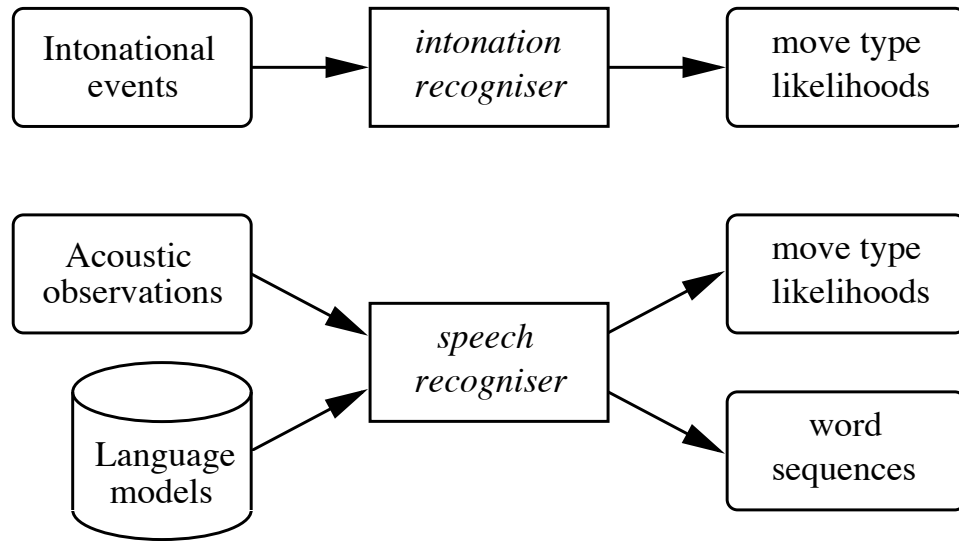 Intonational
events
intonation
recogniser
move type
likelihoods
Acoustic
observations
speech
recogniser
move type
likelihoods
Language
models
word
sequences